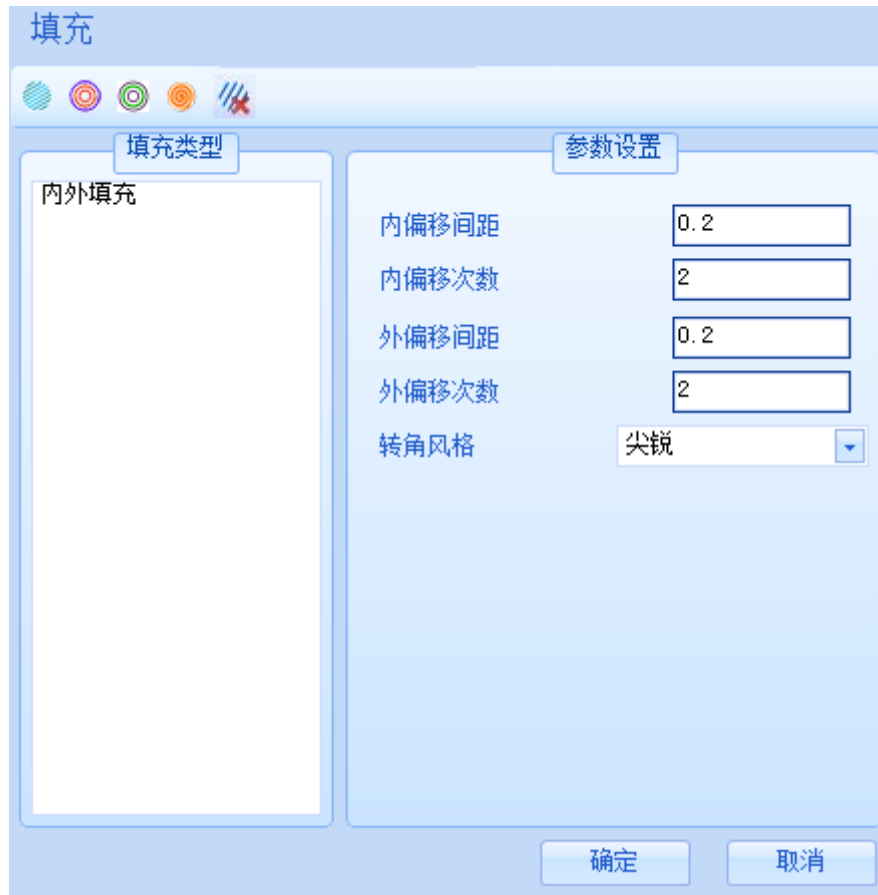 填充
填充类型
内外填充
参数设置
内偏移间距 0.2
内偏移次数 2
外偏移间距 0.2
外偏移次数 2
转角风格 尖锐
确定 取消